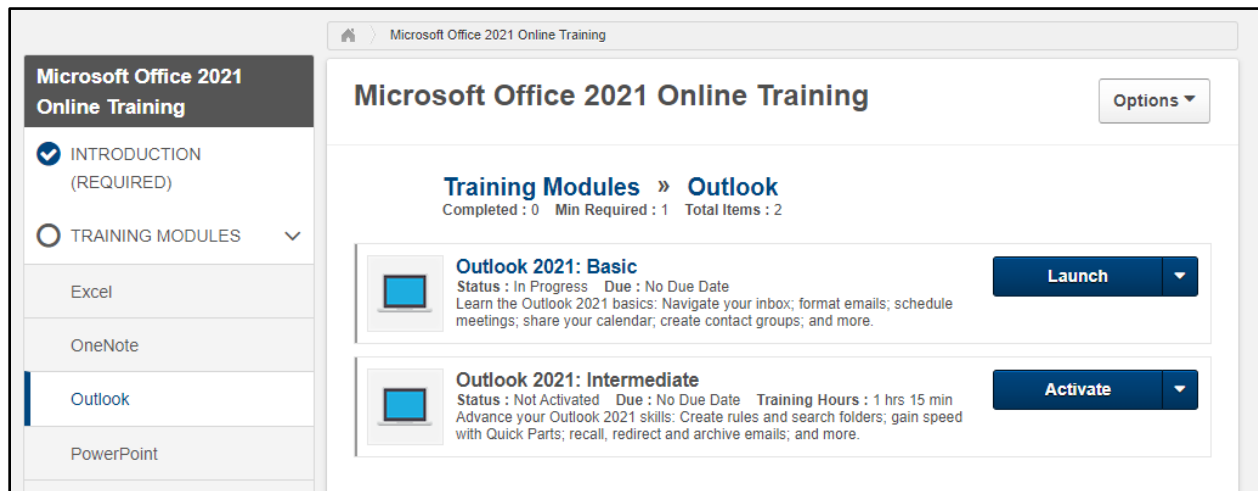 Microsoft Office 2021 Online Training
Microsoft Office 2021
Online Training
INTRODUCTION
(REQUIRED)
TRAINING MODULES
Excel
OneNote
Outlook
PowerPoint
Microsoft Office 2021 Online Training
Options
Training Modules » Outlook
Completed : 0 Min Required : 1 Total Items : 2
Outlook 2021: Basic
Status : In Progress Due : No Due Date
Learn the Outlook 2021 basics: Navigate your inbox; format emails; schedule
meetings; share your calendar; create contact groups; and more.
Launch
Outlook 2021: Intermediate
Status : Not Activated Due : No Due Date Training Hours : 1 hrs 15 min
Advance your Outlook 2021 skills: Create rules and search folders; gain speed
with Quick Parts; recall, redirect and archive emails; and more.
Activate